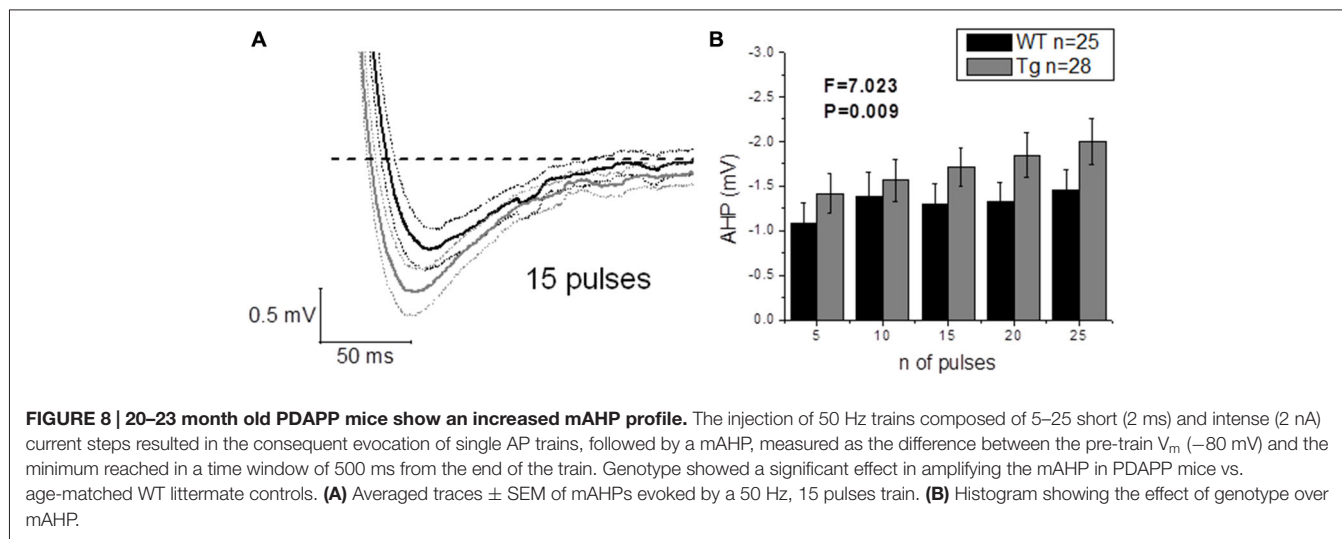 A
B
WT n=25
Tg n=28
F=7.023
P=0.009
-3.0
-2.5
-2.0
-1.5
-1.0
-0.5
0.0
AHP (mV)
5 10 15 20 25
n of pulses
15 pulses
0.5 mV
50 ms
FIGURE 8 | 20–23 month old PDAPP mice show an increased mAHP profile. The injection of 50 Hz trains composed of 5–25 short (2 ms) and intense (2 nA)
current steps resulted in the consequent evocation of single AP trains, followed by a mAHP, measured as the difference between the pre-train Vm (−80 mV) and the
minimum reached in a time window of 500 ms from the end of the train. Genotype showed a significant effect in amplifying the mAHP in PDAPP mice vs.
age-matched WT littermate controls. (A) Averaged traces ± SEM of mAHPs evoked by a 50 Hz, 15 pulses train. (B) Histogram showing the effect of genotype over
mAHP.